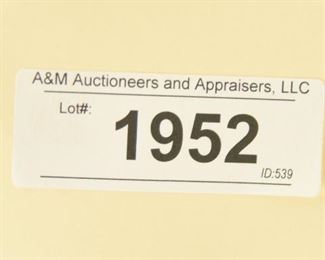 A&M Auctioneers and Appraisers, LLC
Lot#: 1952
ID:539